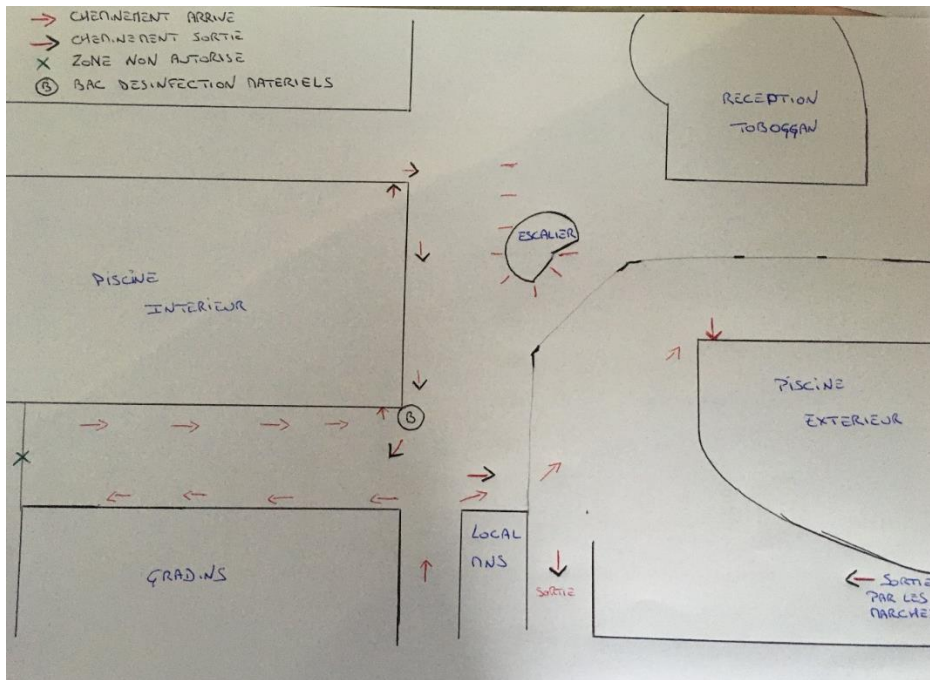 CHEMINEMENT ARRIVE
CHEMINEMENT SORTIE
ZONE NON AUTORISE
B BAC DESINFECTION MATERIELS
RECEPTION
TOBOGGAN
ESCALIER
PISCINE
INTERIEUR
PISCINE
EXTERIEUR
B
LOCAL
MNS
GRADINS
SORTIE
SORTIE
PAR LES
MARCHE